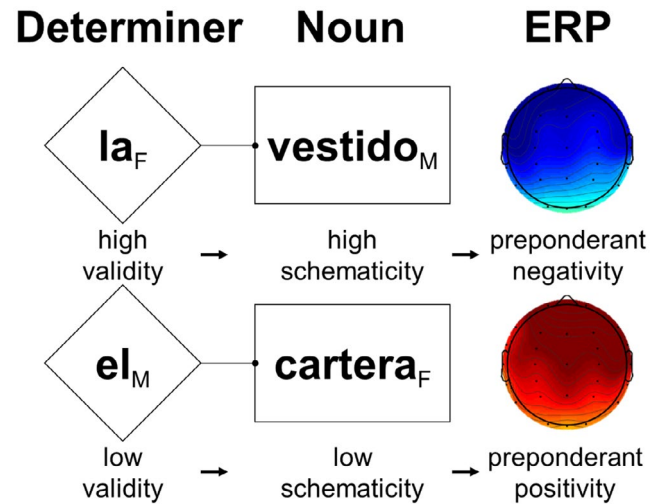 Determiner Noun ERP
laF vestidoM
high high preponderant
validity schematicity negativity
elM carteraF
low low preponderant
validity schematicity positivity